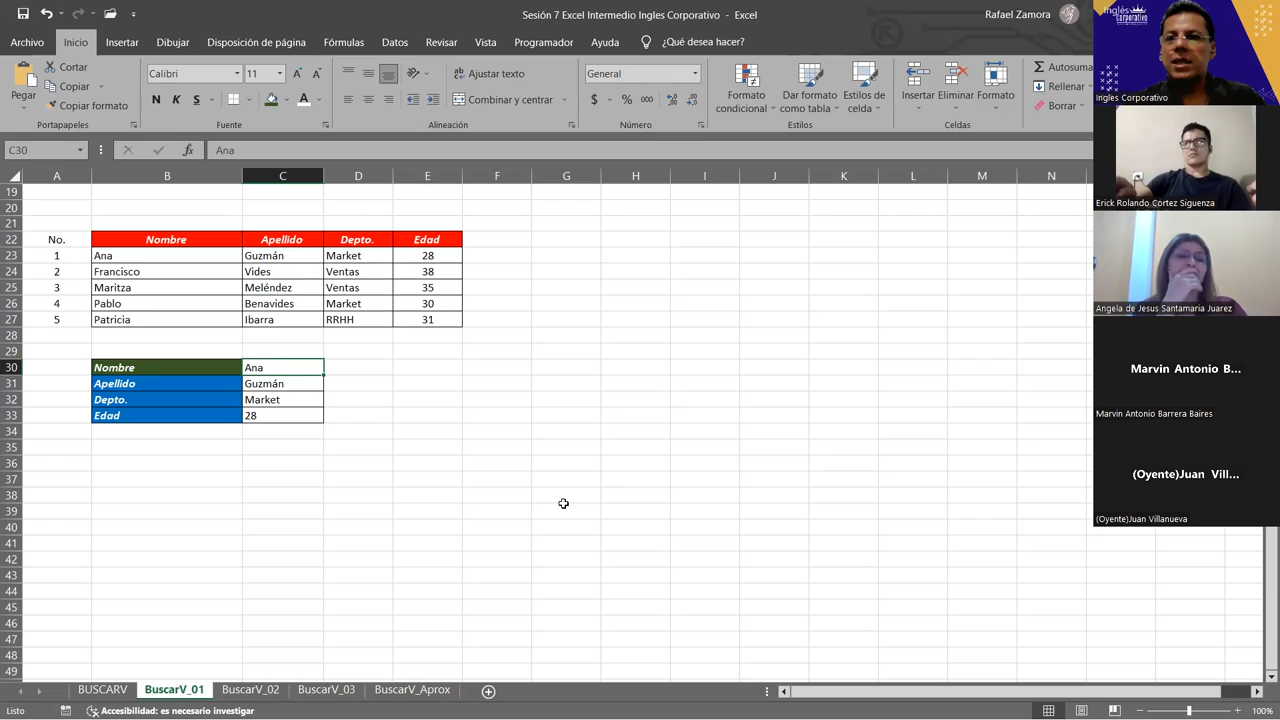 Sesión 7 Excel Intermedio Ingles Corporativo - Excel
Rafael Zamora
Archivo Inicio Insertar Dibujar Disposición de página Fórmulas Datos Revisar Vista Programador Ayuda ¿Qué desea hacer?
Pegar
Cortar
Copiar
Copiar formato
Portapapeles
Calibri 11
N K S
Fuente
Ajustar texto
Combinar y centrar
Alineación
General
$ % 000
Número
Formato condicional
Dar formato como tabla
Estilos de celda
Estilos
Insertar Eliminar Formato
Celdas
Autosuma
Rellenar
Borrar
C30 fx Ana
A B C D E F G H I J K L M N
19
20
21
22 No. Nombre Apellido Depto. Edad
23 1 Ana Guzmán Market 28
24 2 Francisco Vides Ventas 38
25 3 Maritza Meléndez Ventas 35
26 4 Pablo Benavides Market 30
27 5 Patricia Ibarra RRHH 31
28
29
30 Nombre Ana
31 Apellido Guzmán
32 Depto. Market
33 Edad 28
34
35
36
37
38
39
40
41
42
43
44
45
46
47
48
49
BUSCARV BuscarV_01 BuscarV_02 BuscarV_03 BuscarV_Aprox
Listo Accesibilidad: es necesario investigar 100%
Inglés
Corporativo
Ingles Corporativo
Erick Rolando Cortez Siguenza
Angela de Jesus Santamaria Juarez
Marvin Antonio B...
Marvin Antonio Barrera Baires
(Oyente)Juan Vill...
(Oyente)Juan Villanueva